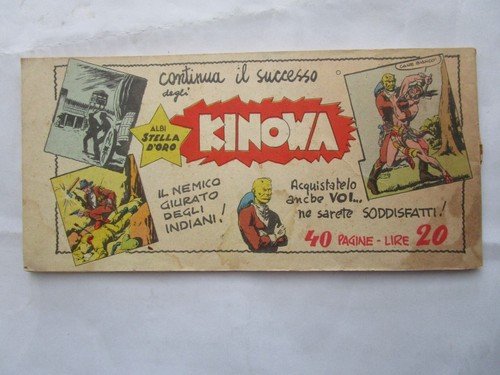 continua il successo
degli
ALBI
STELLA
D'ORO
KINOWA
IL NEMICO
GIURATO
DEGLI
INDIANI!
Acquistatelo
anche VOI...
ne sarete SODDISFATTI!
40 PAGINE - LIRE 20